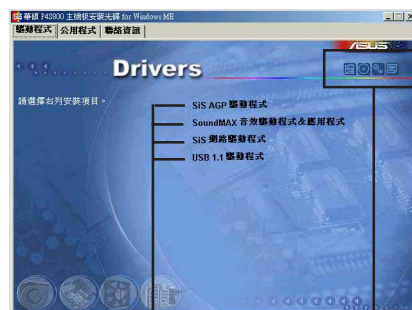 華碩 P4S800 主機板安裝光碟 for Windows ME
驅動程式 公用程式 聯絡資訊
ASUS
Drivers
請選擇右列安裝項目。
SiS AGP 驅動程式
SoundMAX 音效驅動程式&應用程式
SiS 網路驅動程式
USB 1.1 驅動程式